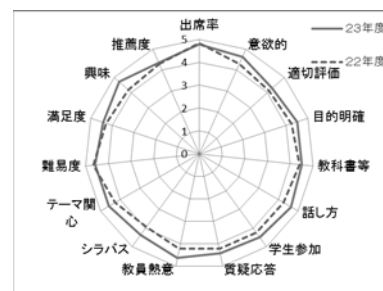 出席率
23年度
22年度
推薦度
意欲的
興味
適切評価
満足度
目的明確
難易度
教科書等
テーマ関
心
話し方
シラバス
学生参加
教員熱意
質疑応答
5
4
3
2
1
0